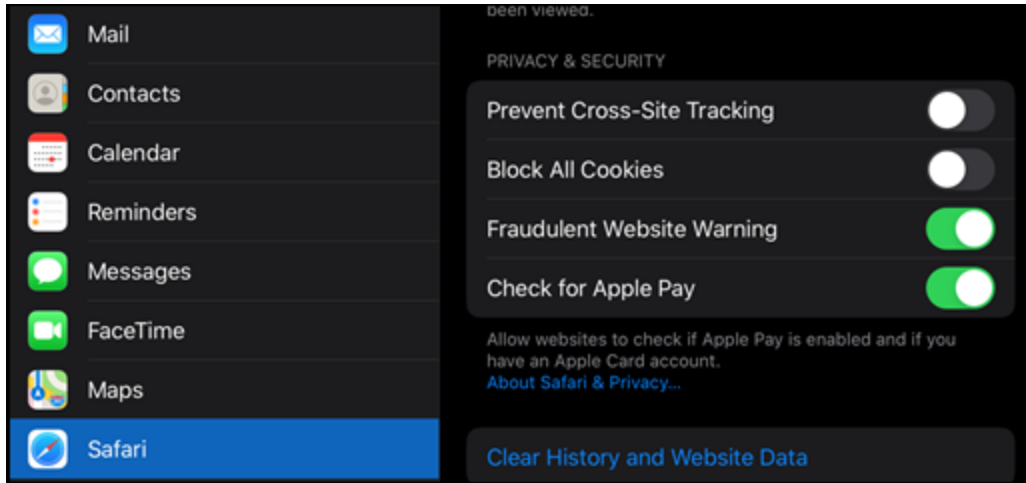 Mail
Contacts
Calendar
Reminders
Messages
FaceTime
Maps
Safari
been viewed.
PRIVACY & SECURITY
Prevent Cross-Site Tracking
Block All Cookies
Fraudulent Website Warning
Check for Apple Pay
Allow websites to check if Apple Pay is enabled and if you
have an Apple Card account.
About Safari & Privacy...
Clear History and Website Data